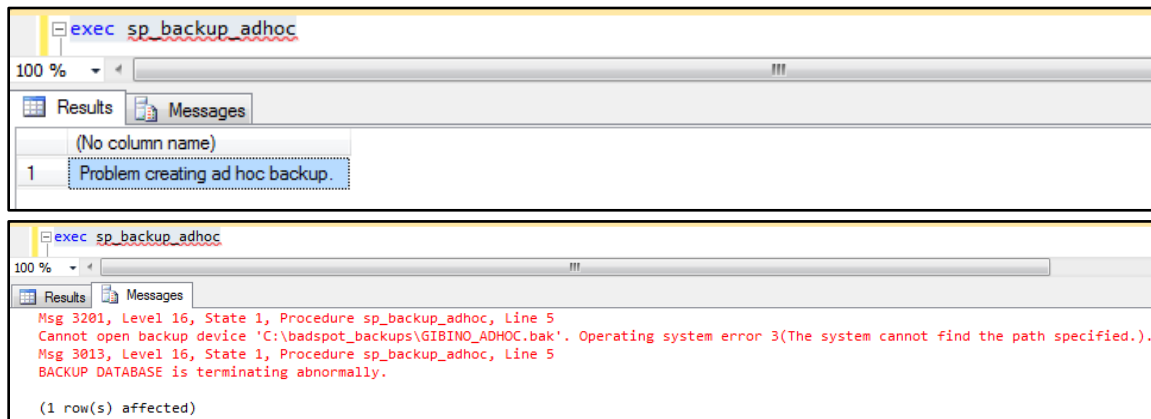 exec sp_backup_adhoc
100 %
Results Messages
(No column name)
1 Problem creating ad hoc backup.
exec sp_backup_adhoc
100 %
Results Messages
Msg 3201, Level 16, State 1, Procedure sp_backup_adhoc, Line 5
Cannot open backup device 'C:\badspot_backups\GIBINO_ADHOC.bak'. Operating system error 3(The system cannot find the path specified.).
Msg 3013, Level 16, State 1, Procedure sp_backup_adhoc, Line 5
BACKUP DATABASE is terminating abnormally.
(1 row(s) affected)